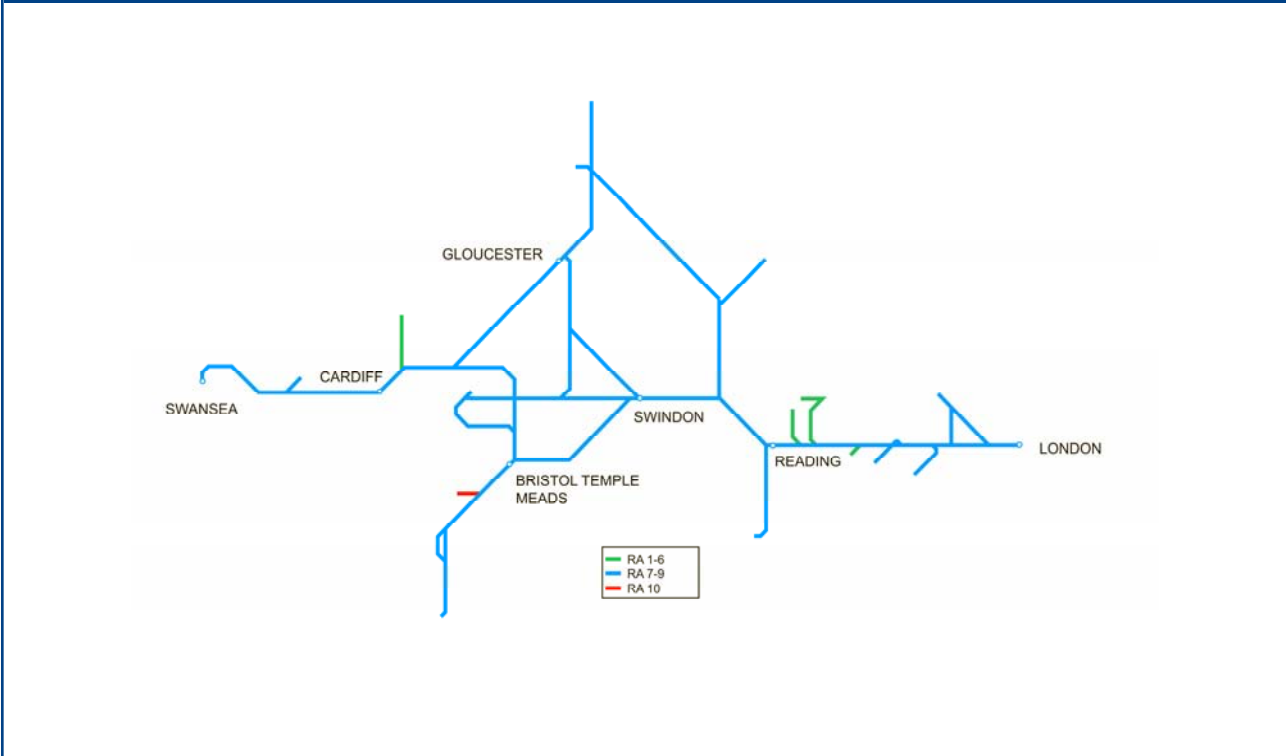 GLOUCESTER
CARDIFF
SWANSEA
SWINDON
READING
LONDON
BRISTOL TEMPLE
MEADS
RA 1-6
RA 7-9
RA 10